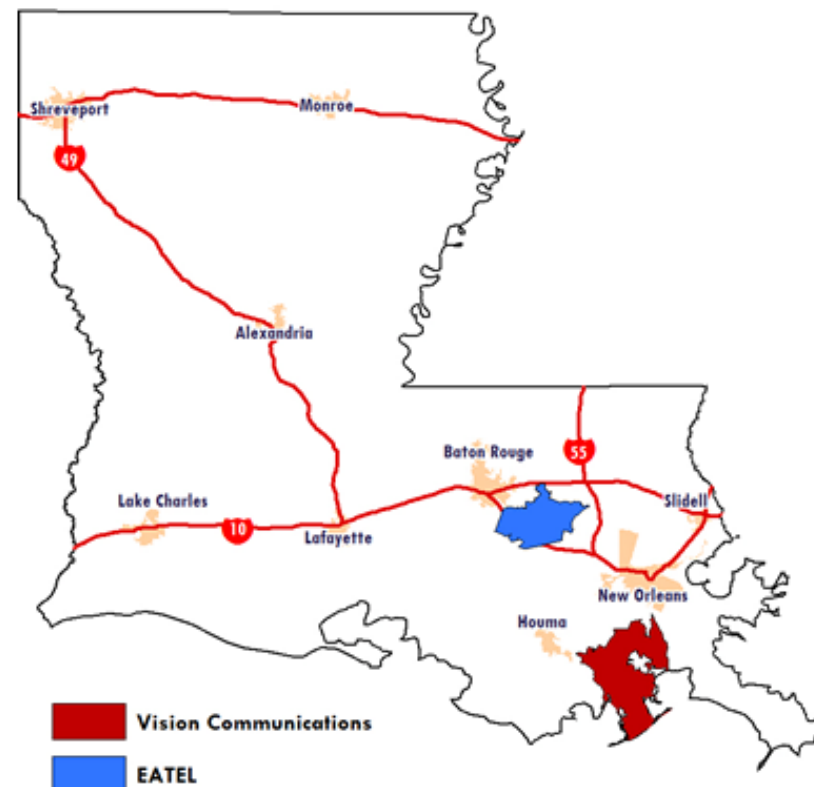 Shreveport
Monroe
49
Alexandria
Baton Rouge
55
Lake Charles
Slidell
10
Lafayette
New Orleans
Houma
Vision Communications
EATEL